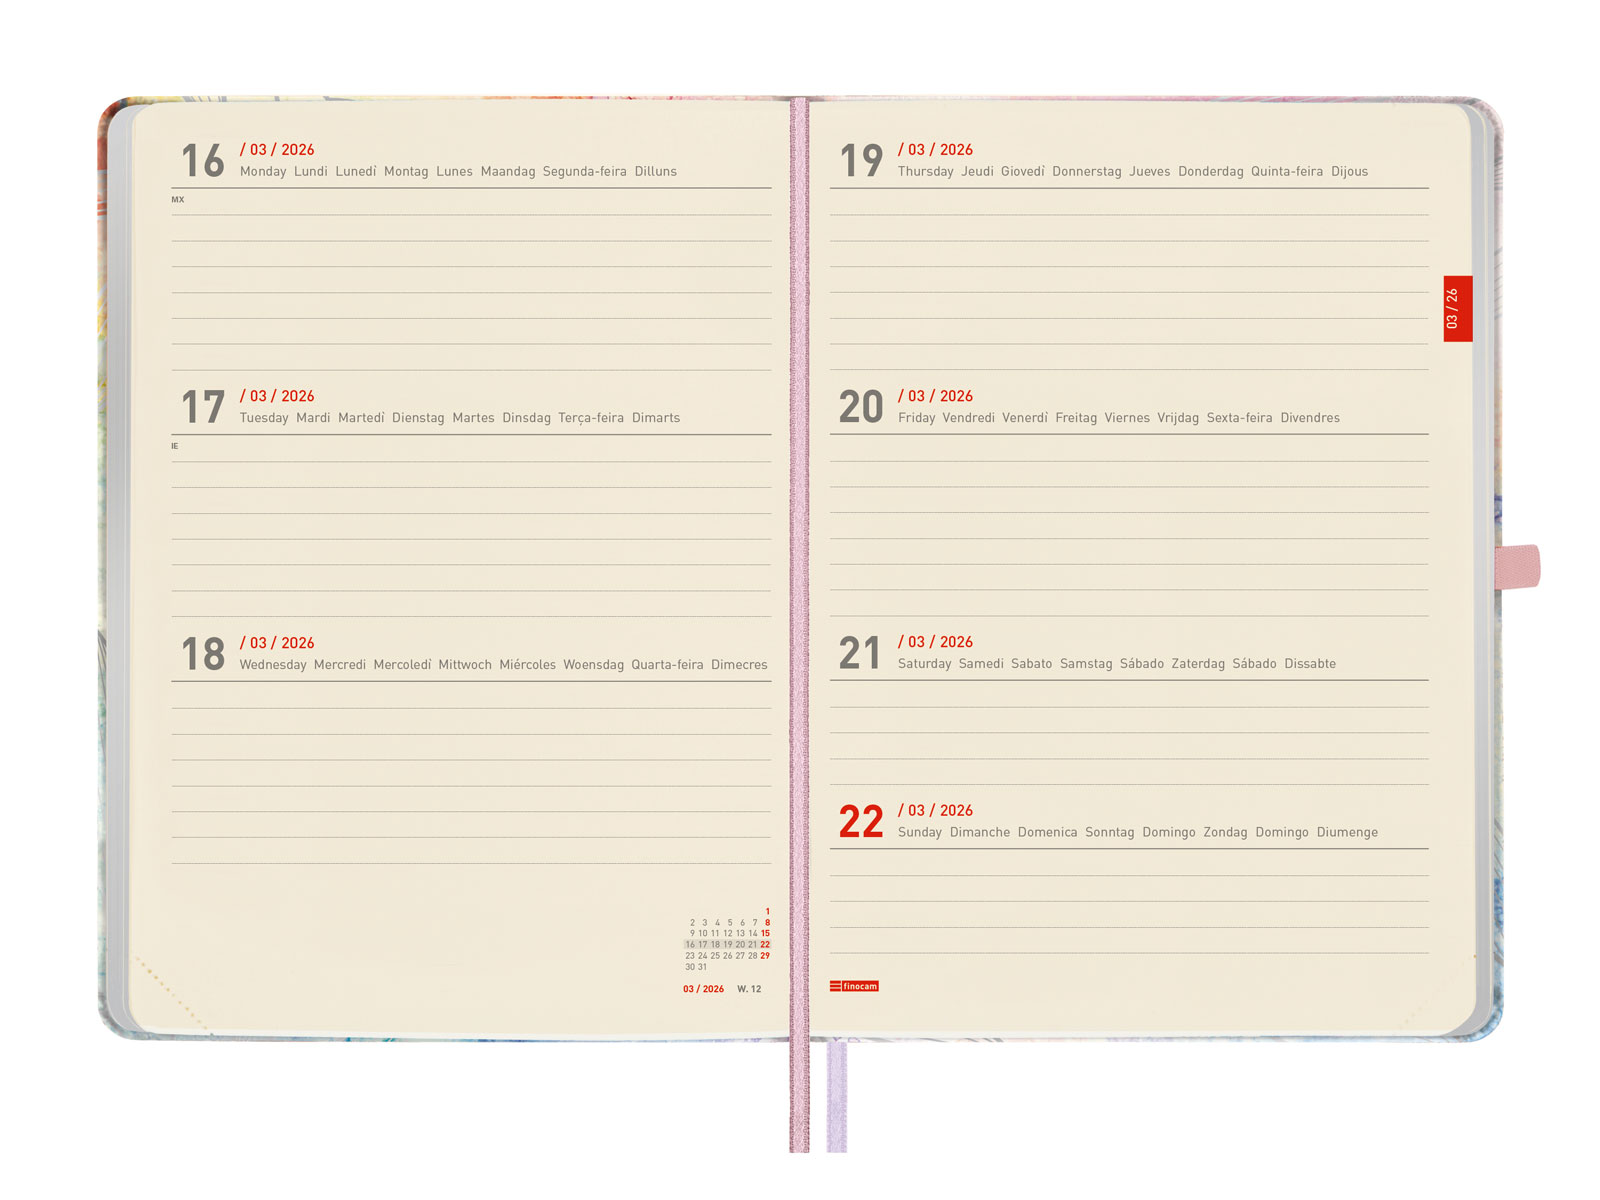 16 / 03 / 2026
Monday Lundi Lunedì Montag Lunes Maandag Segunda-feira Dilluns
MX
17 / 03 / 2026
Tuesday Mardi Martedì Dienstag Martes Dinsdag Terça-feira Dimarts
IE
18 / 03 / 2026
Wednesday Mercredi Mercoledì Mittwoch Miércoles Woensdag Quarta-feira Dimecres
1
2 3 4 5 6 7 8
9 10 11 12 13 14 15
16 17 18 19 20 21 22
23 24 25 26 27 28 29
30 31
03 / 2026 W. 12
19 / 03 / 2026
Thursday Jeudi Giovedì Donnerstag Jueves Donderdag Quinta-feira Dijous
03 / 26
20 / 03 / 2026
Friday Vendredi Venerdì Freitag Viernes Vrijdag Sexta-feira Divendres
21 / 03 / 2026
Saturday Samedi Sabato Samstag Sábado Zaterdag Sábado Dissabte
22 / 03 / 2026
Sunday Dimanche Domenica Sonntag Domingo Zondag Domingo Diumenge
finocam